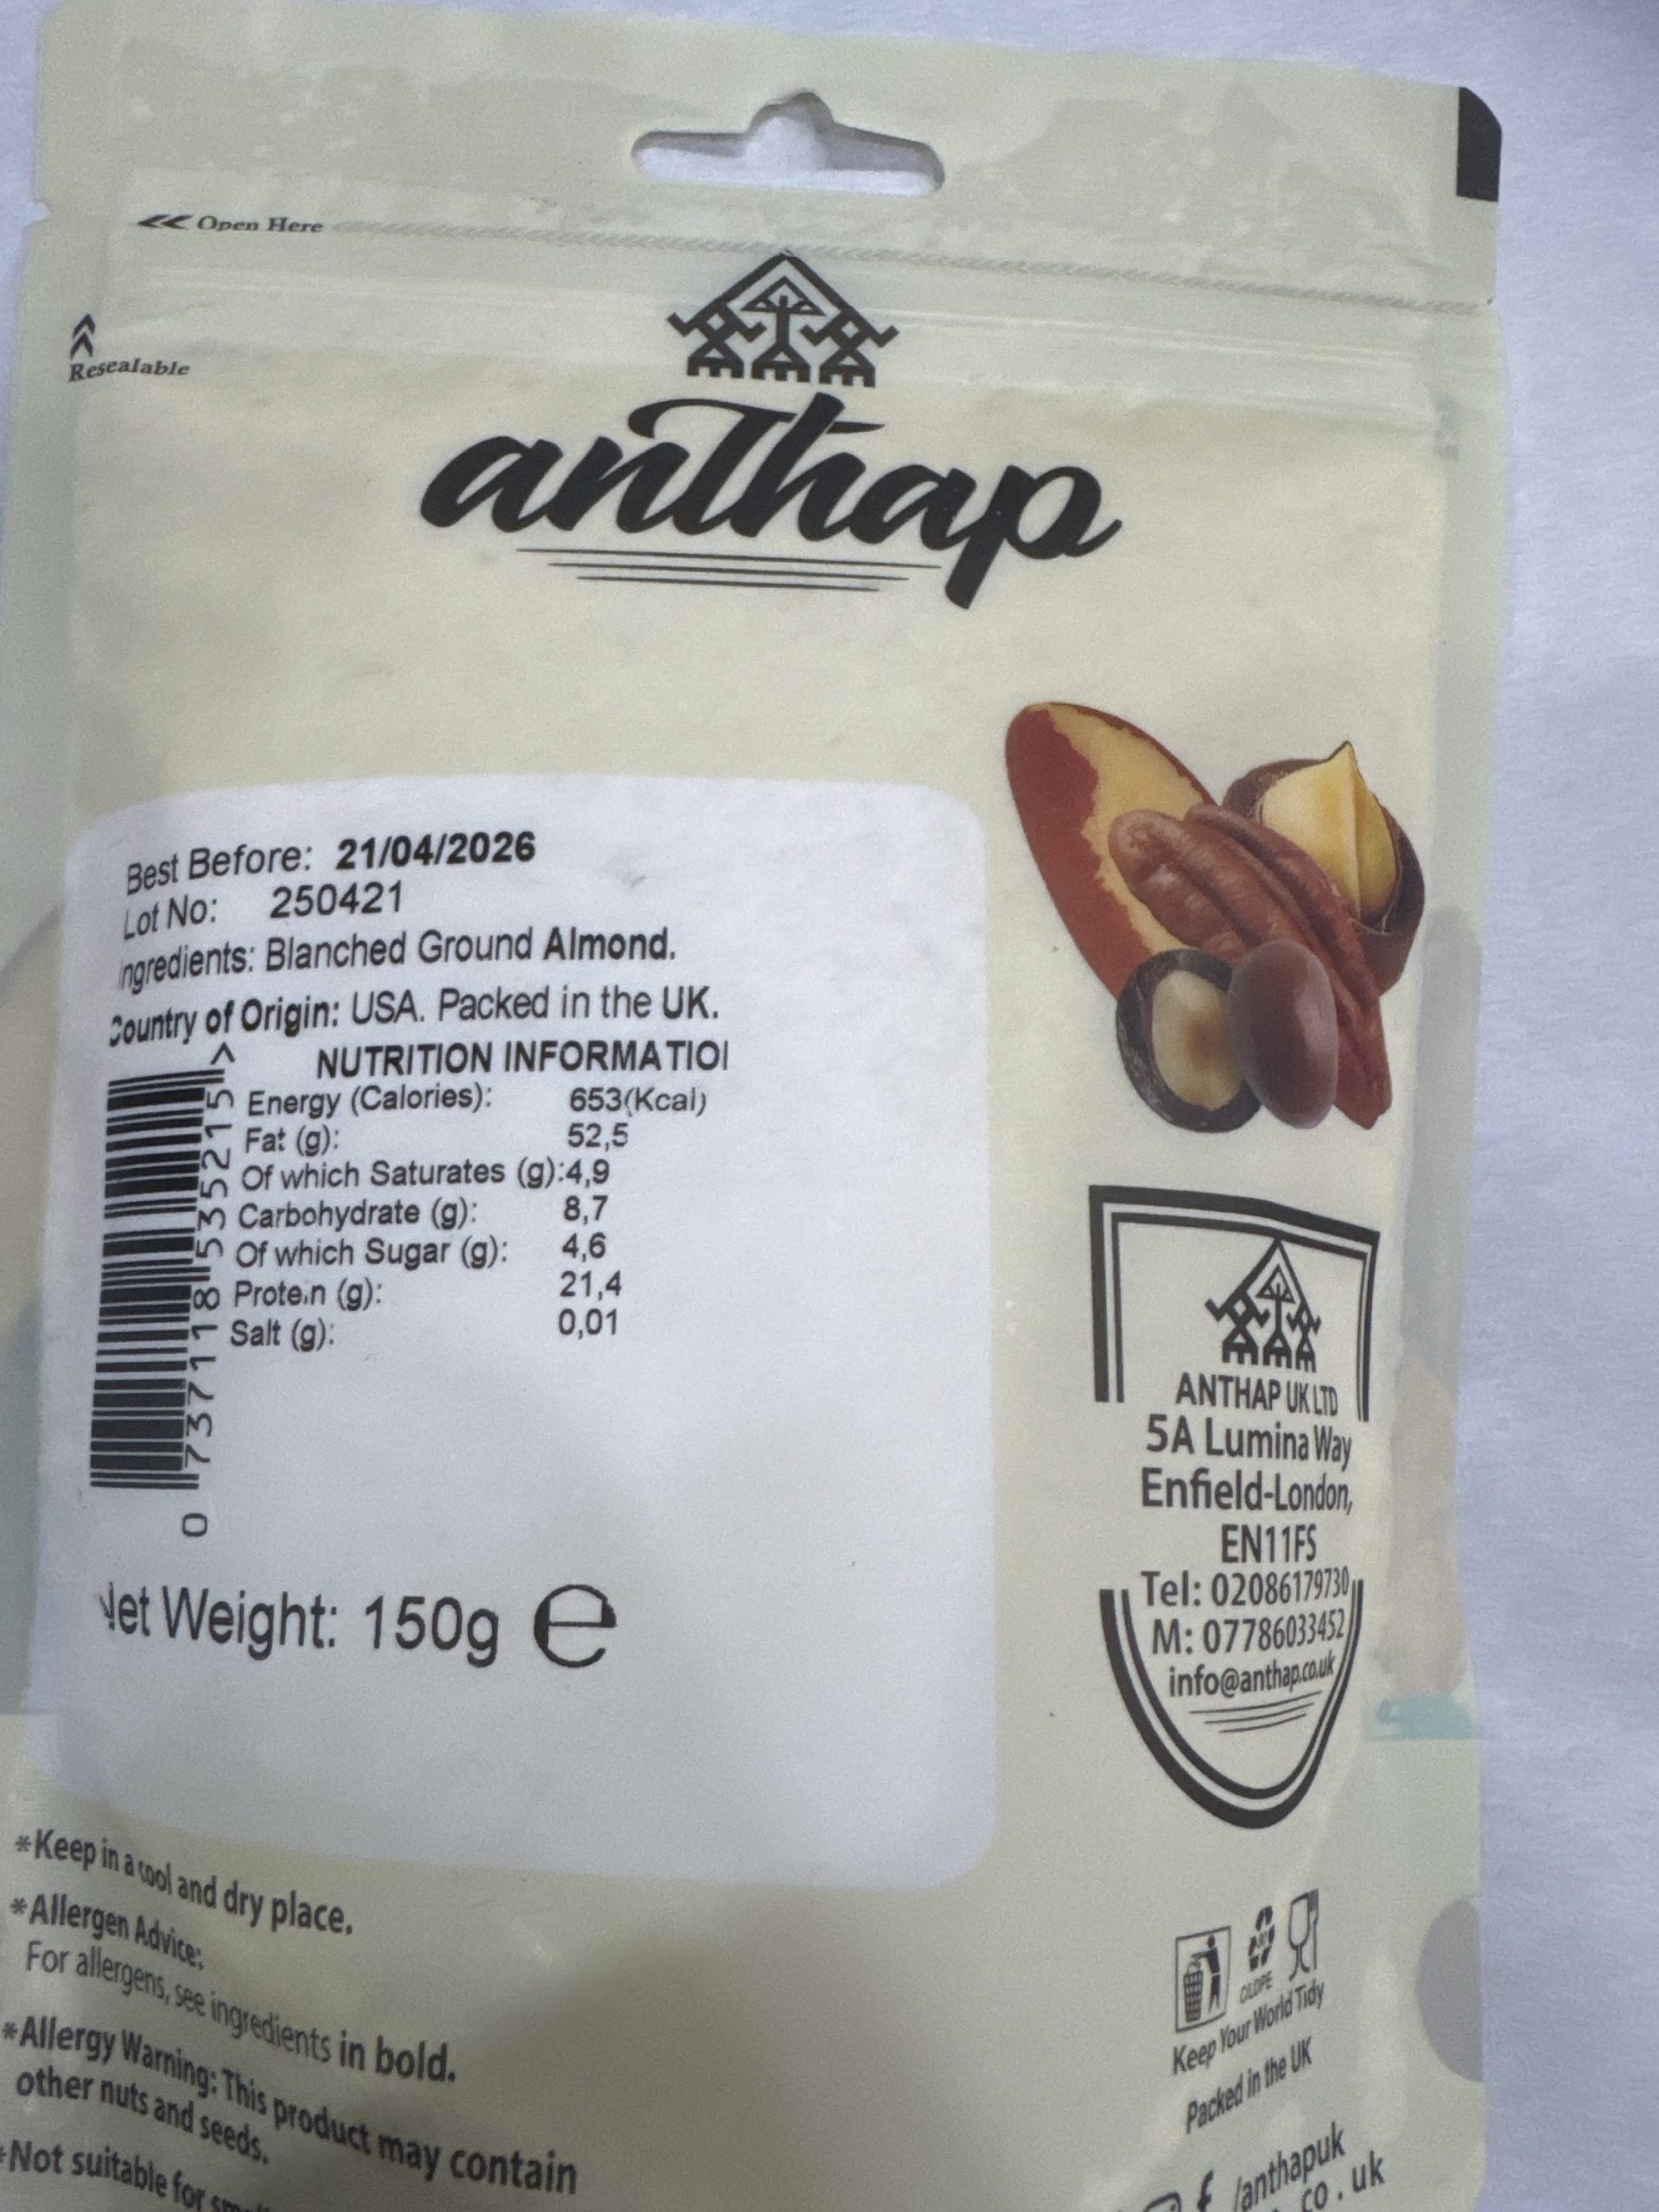 Open Here
Resealable
anthap
Best Before: 21/04/2026
Lot No: 250421
Ingredients: Blanched Ground Almond.
Country of Origin: USA. Packed in the UK.
NUTRITION INFORMATIO
Energy (Calories): 653(Kcal)
Fat (g): 52,5
Of which Saturates (g):4,9
Carbohydrate (g): 8,7
Of which Sugar (g): 4,6
Protein (g): 21,4
Salt (g): 0,01
0 737118 535215 >
Net Weight: 150g e
*Keep in a cool and dry place.
*Allergen Advice:
For allergens, see ingredients in bold.
*Allergy Warning: This product may contain
other nuts and seeds.
*Not suitable for
ANTHAP UK LTD
5A Lumina Way
Enfield-London,
EN11FS
Tel: 02086179730
M: 07786033452
info@anthap.co.uk
C/LDPE
Keep Your World Tidy
Packed in the UK
/anthapuk
.co.uk